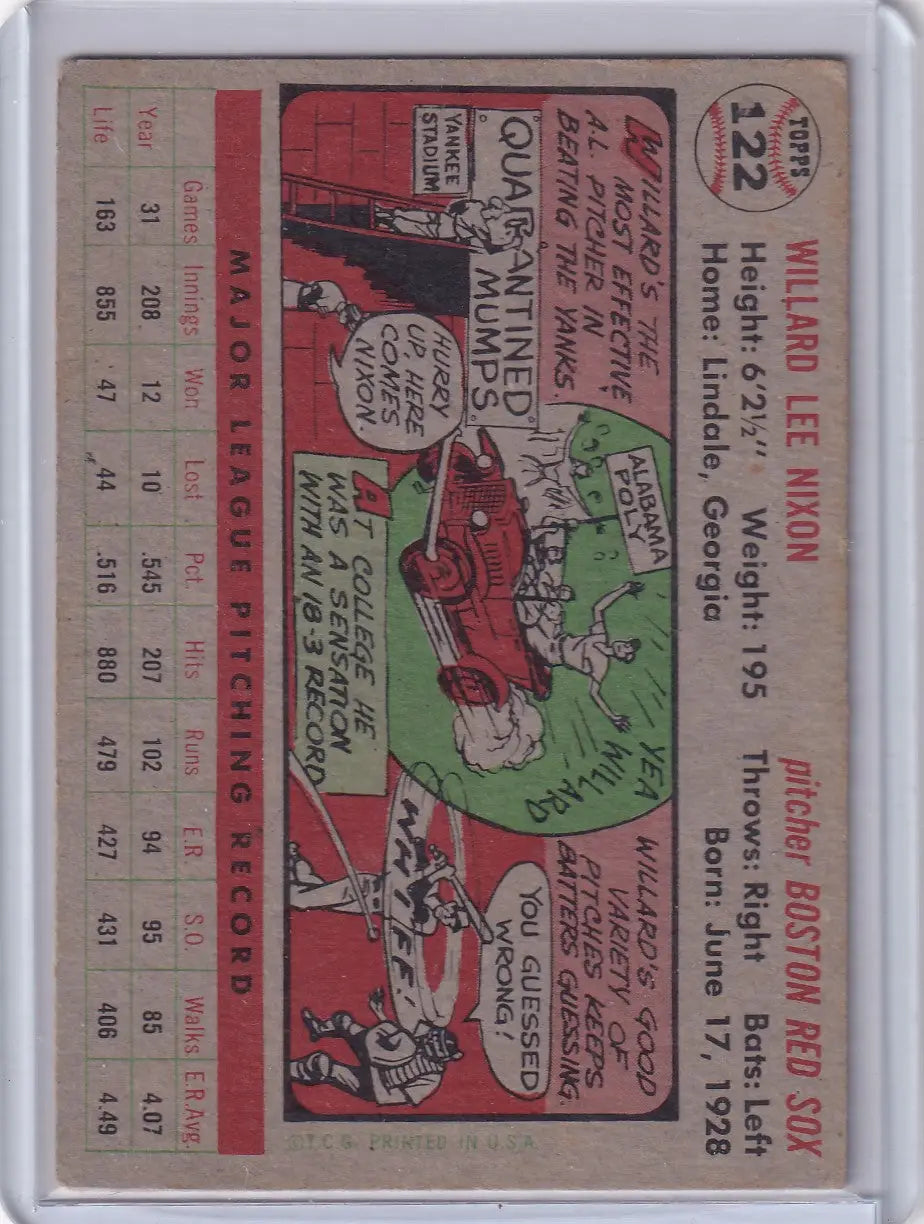 TOPPS
122
WILLARD LEE NIXON pitcher BOSTON RED SOX
Height: 6'2½" Weight: 195 Throws: Right Bats: Left
Home: Lindale, Georgia Born: June 17, 1928
WILLARD'S THE
MOST EFFECTIVE
A.L. PITCHER IN
BEATING THE YANKS.
QUARANTINED
MUMPS
YANKEE
STADIUM
HURRY
UP, HERE
COMES
NIXON.
ALABAMA
POLY
YEA
WILL-
ARD
AT COLLEGE HE
WAS A SENSATION
WITH AN 18-3 RECORD
WILLARD'S GOOD
VARIETY OF
PITCHES KEEPS
BATTERS GUESSING.
YOU GUESSED
WRONG!
WHIFF!
©T.C.G. PRINTED IN U.S.A.
MAJOR LEAGUE PITCHING RECORD
Games Innings Won Lost Pct. Hits Runs E.R. S.O. Walks E.R.Avg.
Year 31 208 12 10 .545 207 102 94 95 85 4.07
Life 163 855 47 44 .516 880 479 427 431 406 4.49